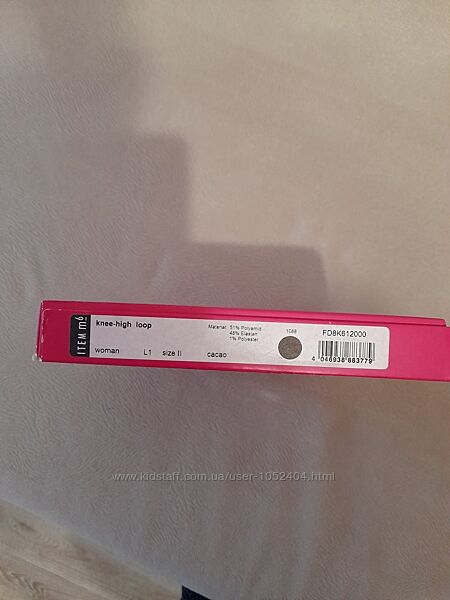 ITEM m6
knee-high loop
Material: 51% Polyamid
48% Elastan
1% Polyester
1088
FD8K612000
woman L1 size II cacao
4 046938 883779
www.kidstaff.com.ua/user-1052404.html